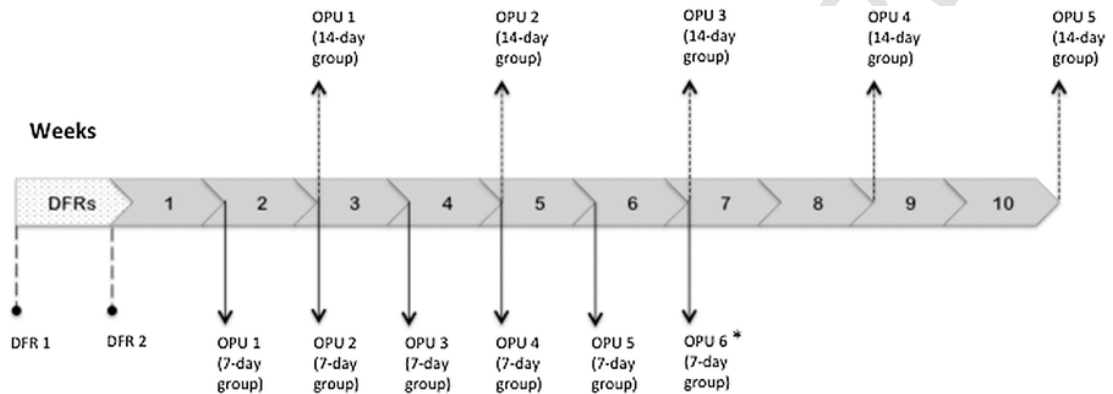 OPU 1
(14-day
group)
OPU 2
(14-day
group)
OPU 3
(14-day
group)
OPU 4
(14-day
group)
OPU 5
(14-day
group)
Weeks
DFRs
1
2
3
4
5
6
7
8
9
10
DFR 1
DFR 2
OPU 1
(7-day
group)
OPU 2
(7-day
group)
OPU 3
(7-day
group)
OPU 4
(7-day
group)
OPU 5
(7-day
group)
OPU 6 *
(7-day
group)